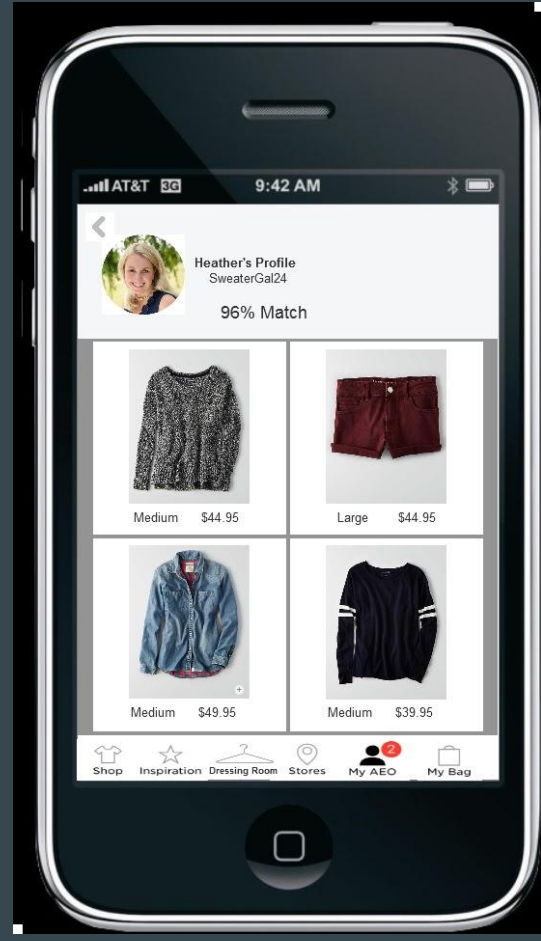 AT&T 3G 9:42 AM
Heather's Profile
SweaterGal24
96% Match
Medium $44.95 Large $44.95
Medium $49.95 Medium $39.95
2
Shop Inspiration Dressing Room Stores My AEO My Bag